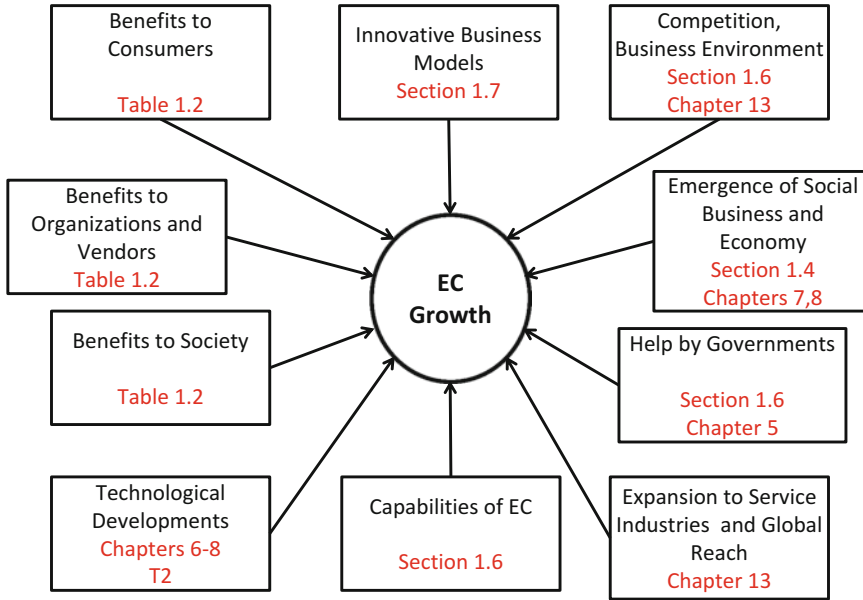 Benefits to
Consumers
Table 1.2
Innovative Business
Models
Section 1.7
Competition,
Business Environment
Section 1.6
Chapter 13
Benefits to
Organizations and
Vendors
Table 1.2
Emergence of Social
Business and
Economy
Section 1.4
Chapters 7,8
EC
Growth
Benefits to Society
Table 1.2
Help by Governments
Section 1.6
Chapter 5
Technological
Developments
Chapters 6-8
T2
Capabilities of EC
Section 1.6
Expansion to Service
Industries and Global
Reach
Chapter 13